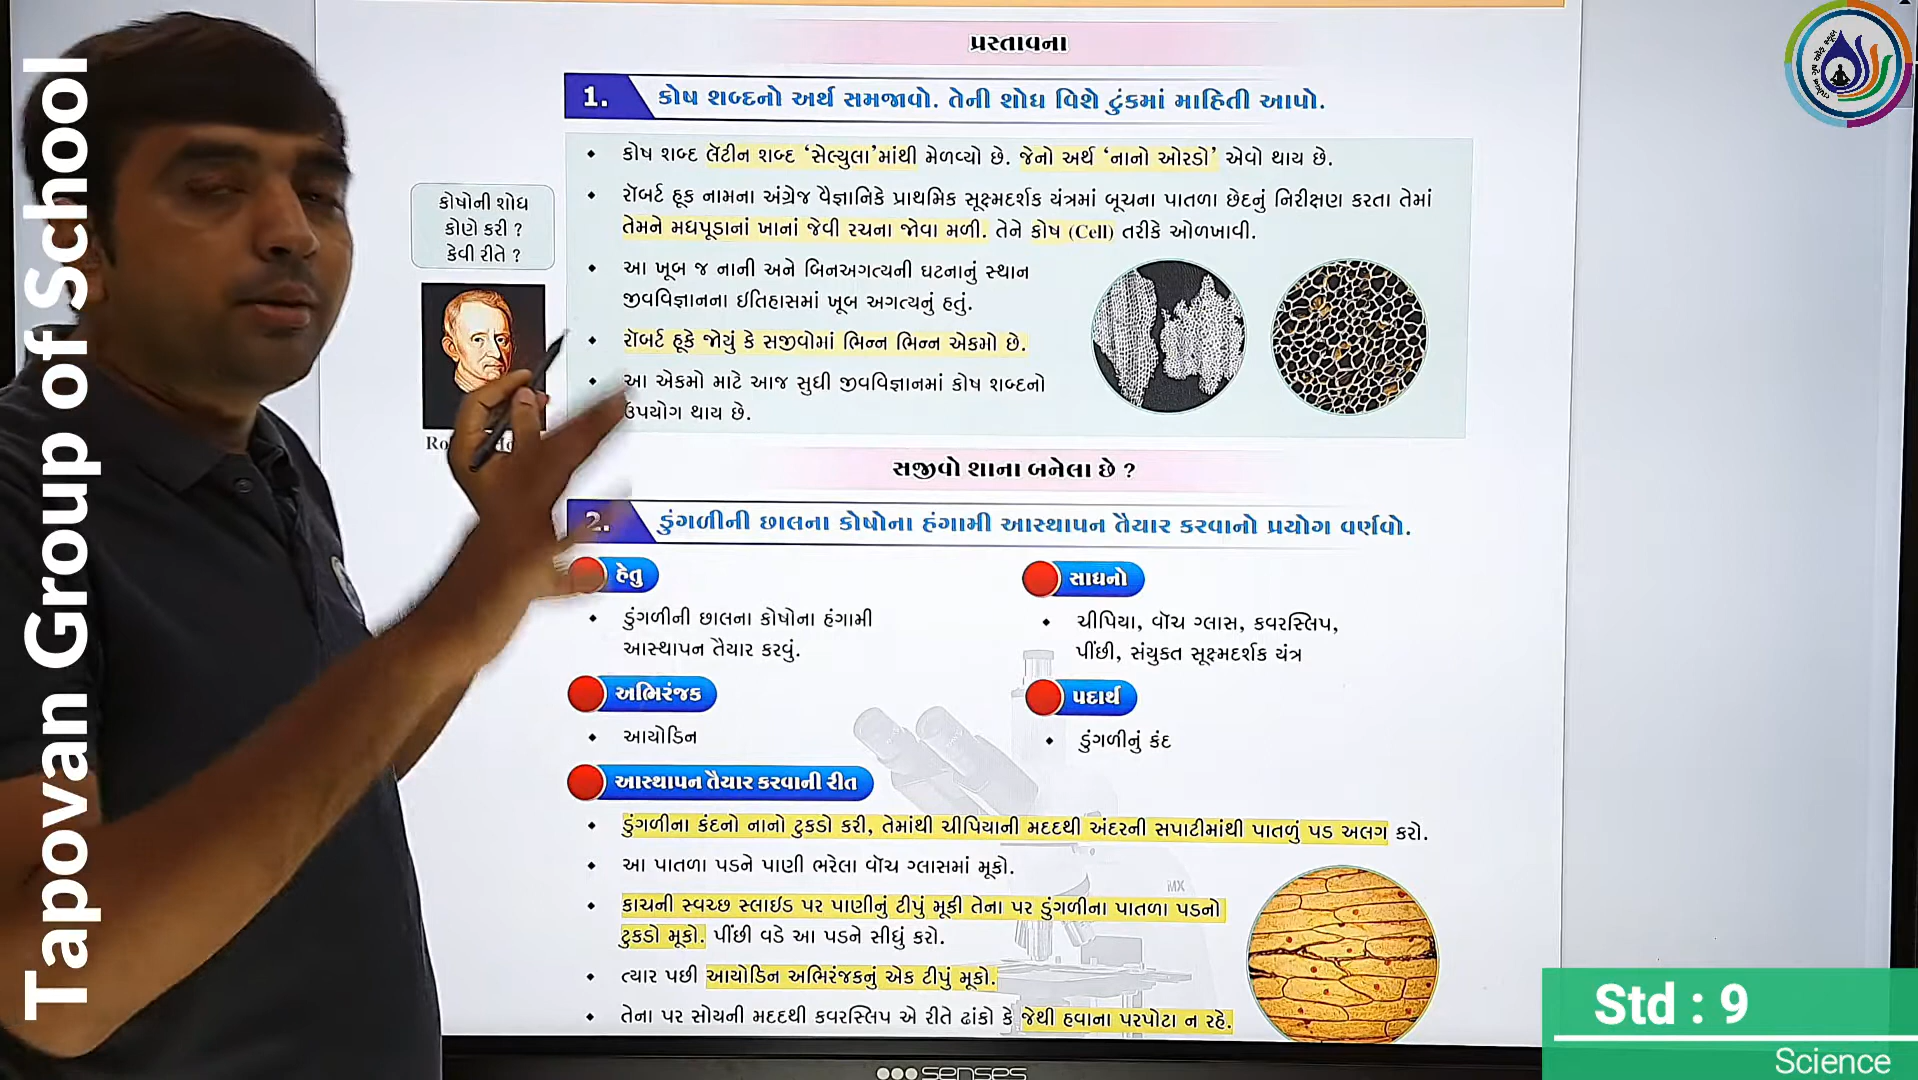 Tapovan Group of School
પ્રસ્તાવના
1. કોષ શબ્દનો અર્થ સમજાવો. તેની શોધ વિશે ટુંકમાં માહિતી આપો.
• કોષ શબ્દ લૅટીન શબ્દ ‘સેલ્યુલા’માંથી મેળવ્યો છે. જેનો અર્થ ‘નાનો ઓરડો’ એવો થાય છે.
કોષોની શોધ
કોણે કરી ?
કેવી રીતે ?
• રૉબર્ટ હૂક નામના અંગ્રેજ વૈજ્ઞાનિકે પ્રાથમિક સૂક્ષ્મદર્શક યંત્રમાં બૂચના પાતળા છેદનું નિરીક્ષણ કરતા તેમાં
તેમને મધપૂડાનાં ખાનાં જેવી રચના જોવા મળી. તેને કોષ (Cell) તરીકે ઓળખાવી.
• આ ખૂબ જ નાની અને બિનઅગત્યની ઘટનાનું સ્થાન
જીવવિજ્ઞાનના ઇતિહાસમાં ખૂબ અગત્યનું હતું.
• રૉબર્ટ હૂકે જોયું કે સજીવોમાં ભિન્ન ભિન્ન એકમો છે.
• આ એકમો માટે આજ સુધી જીવવિજ્ઞાનમાં કોષ શબ્દનો
ઉપયોગ થાય છે.
સજીવો શાના બનેલા છે ?
2. ડુંગળીની છાલના કોષોના હંગામી આસ્થાપન તૈયાર કરવાનો પ્રયોગ વર્ણવો.
હેતુ
• ડુંગળીની છાલના કોષોના હંગામી
આસ્થાપન તૈયાર કરવું.
સાધનો
• ચીપિયા, વૉચ ગ્લાસ, કવરસ્લિપ,
પીંછી, સંયુક્ત સૂક્ષ્મદર્શક યંત્ર
અભિરંજક
• આયોડિન
પદાર્થ
• ડુંગળીનું કંદ
આસ્થાપન તૈયાર કરવાની રીત
• ડુંગળીના કંદનો નાનો ટુકડો કરી, તેમાંથી ચીપિયાની મદદથી અંદરની સપાટીમાંથી પાતળું પડ અલગ કરો.
• આ પાતળા પડને પાણી ભરેલા વૉચ ગ્લાસમાં મૂકો.
MX
• કાચની સ્વચ્છ સ્લાઇડ પર પાણીનું ટીપું મૂકી તેના પર ડુંગળીના પાતળા પડનો
ટુકડો મૂકો. પીંછી વડે આ પડને સીધું કરો.
• ત્યાર પછી આયોડિન અભિરંજકનું એક ટીપું મૂકો.
• તેના પર સોયની મદદથી કવરસ્લિપ એ રીતે ઢાંકો કે જેથી હવાના પરપોટા ન રહે.
senses
Std : 9
Science